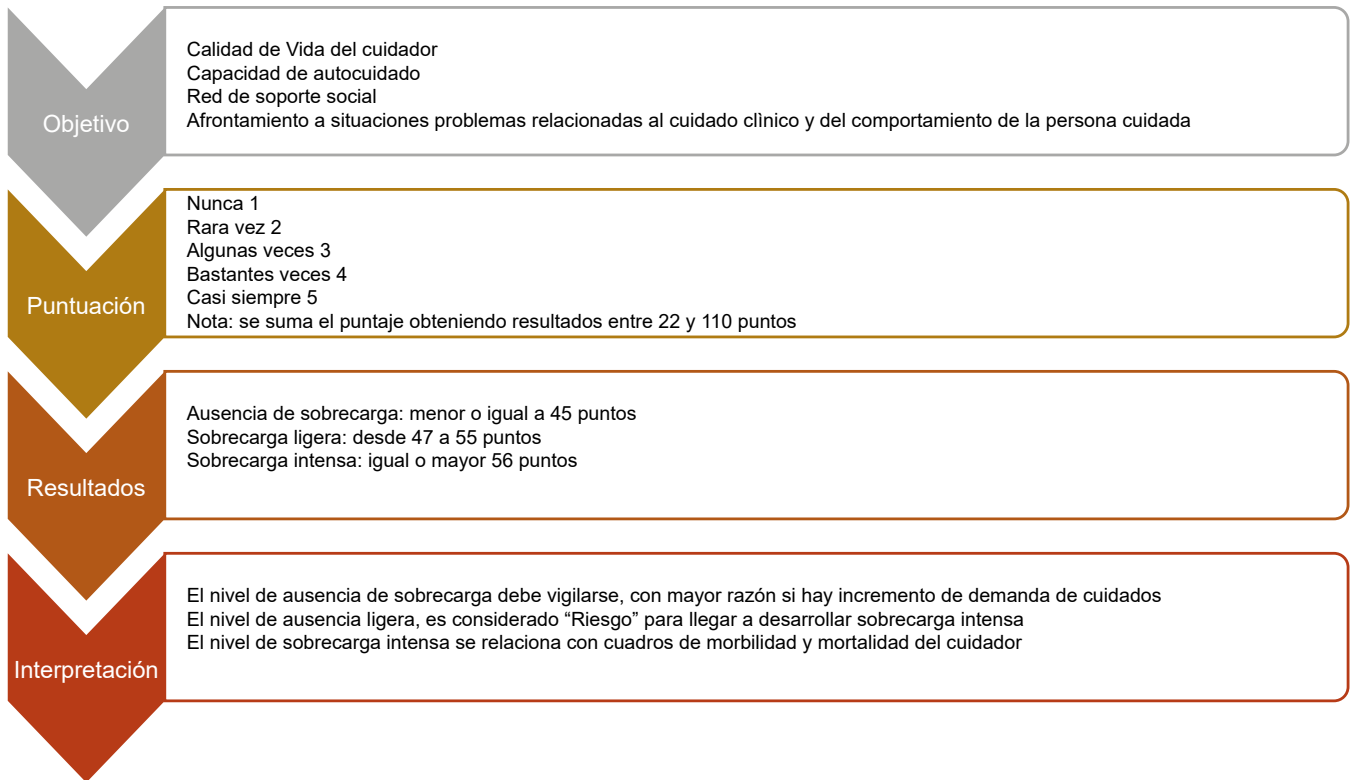 Objetivo
Calidad de Vida del cuidador
Capacidad de autocuidado
Red de soporte social
Afrontamiento a situaciones problemas relacionadas al cuidado clìnico y del comportamiento de la persona cuidada
Puntuación
Nunca 1
Rara vez 2
Algunas veces 3
Bastantes veces 4
Casi siempre 5
Nota: se suma el puntaje obteniendo resultados entre 22 y 110 puntos
Resultados
Ausencia de sobrecarga: menor o igual a 45 puntos
Sobrecarga ligera: desde 47 a 55 puntos
Sobrecarga intensa: igual o mayor 56 puntos
Interpretación
El nivel de ausencia de sobrecarga debe vigilarse, con mayor razón si hay incremento de demanda de cuidados
El nivel de ausencia ligera, es considerado “Riesgo” para llegar a desarrollar sobrecarga intensa
El nivel de sobrecarga intensa se relaciona con cuadros de morbilidad y mortalidad del cuidador